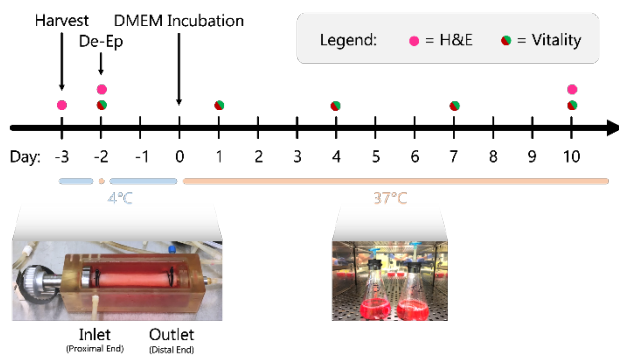 Harvest
De-Ep
DMEM Incubation
Legend: = H&E = Vitality
Day: -3 -2 -1 0 1 2 3 4 5 6 7 8 9 10
4°C 37°C
Inlet Outlet
(Proximal End) (Distal End)